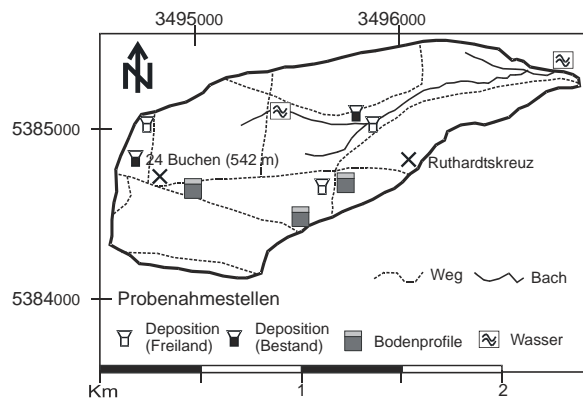 3495000 3496000
N
5385000
24 Buchen (542 m)
Ruthardtskreuz
Weg Bach
5384000
Probenahmestellen
Deposition (Freiland)
Deposition (Bestand)
Bodenprofile
Wasser
Km 1 2